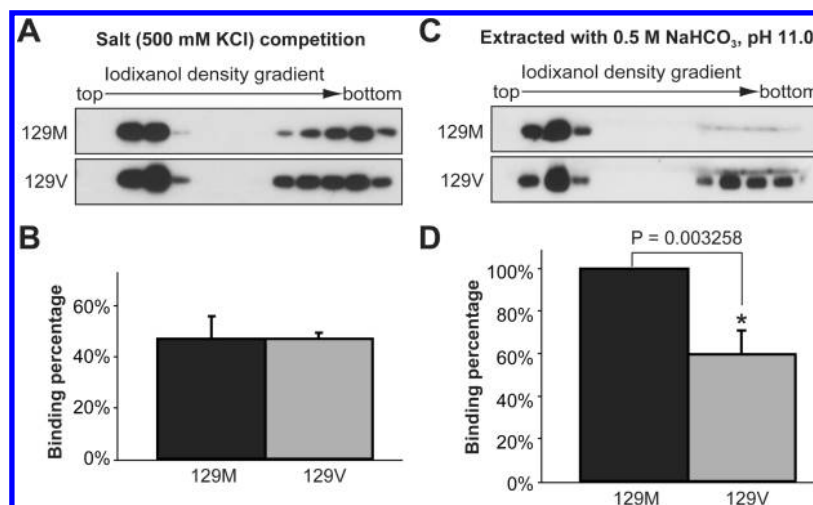 A
Salt (500 mM KCl) competition
Iodixanol density gradient
top bottom
129M
129V
B
Binding percentage
60%
40%
20%
0%
129M 129V
C
Extracted with 0.5 M NaHCO₃, pH 11.0
Iodixanol density gradient
top bottom
129M
129V
D
P = 0.003258
Binding percentage
100%
80%
60%
40%
20%
0%
*
129M 129V